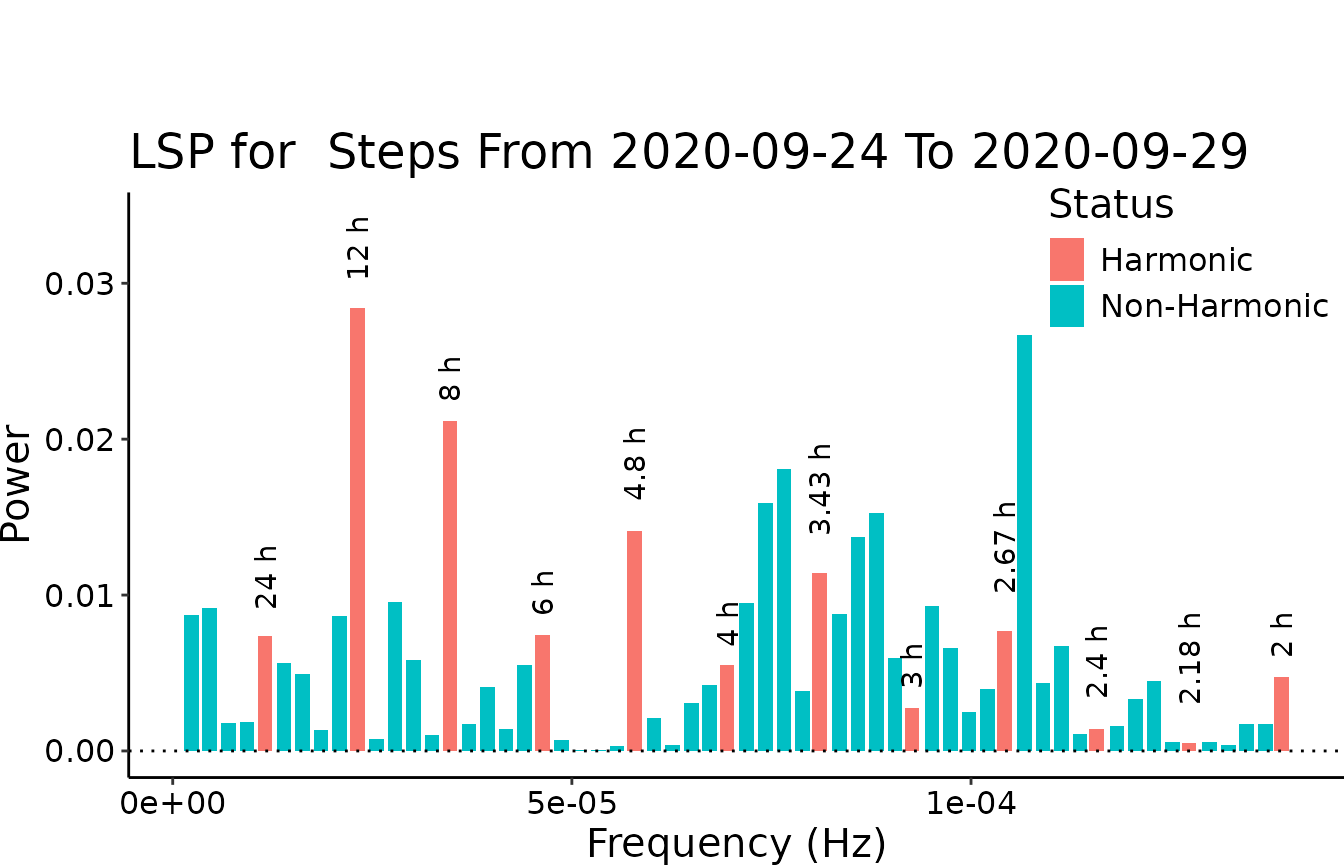 LSP for  Steps From 2020-09-24 To 2020-09-29
Status
Harmonic
Non-Harmonic
Power
0.03
0.02
0.01
0.00
24 h
12 h
8 h
6 h
4.8 h
4 h
3.43 h
3 h
2.67 h
2.4 h
2.18 h
2 h
0e+00
5e-05
1e-04
Frequency (Hz)